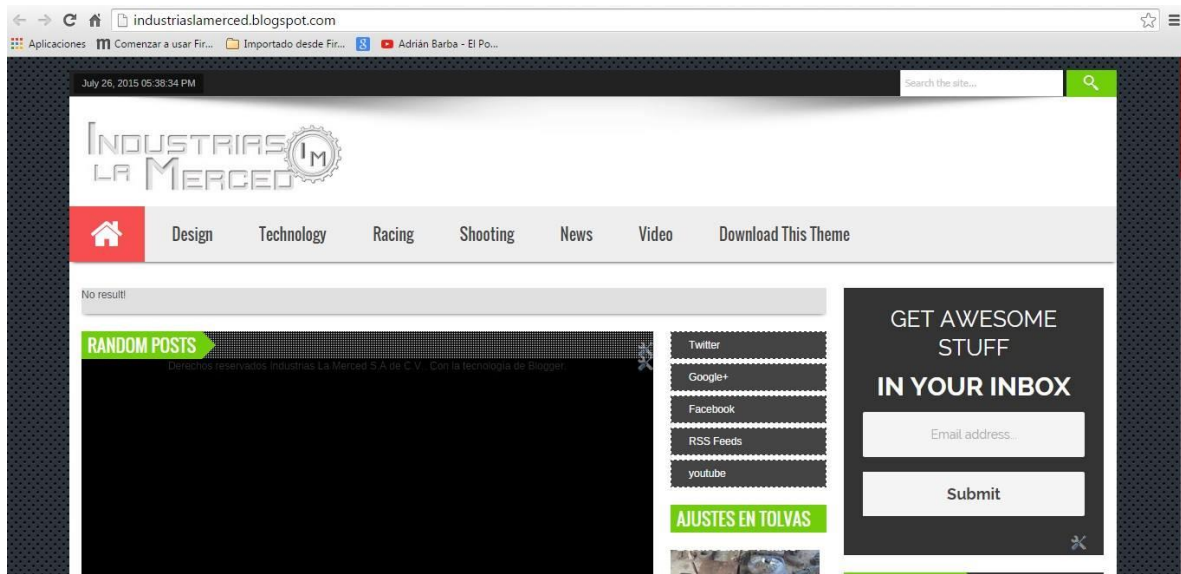 industriaslamerced.blogspot.com
Aplicaciones m Comenzar a usar Fir... Importado desde Fir... 8 Adrián Barba - El Po...
July 26, 2015 05:38:34 PM
Search the site...
INDUSTRIAS
LA MERCED
IM
Design Technology Racing Shooting News Video Download This Theme
No result!
RANDOM POSTS
Derechos reservados Industrias La Merced S.A de C.V. Con la tecnología de Blogger.
Twitter
Google+
Facebook
RSS Feeds
youtube
AJUSTES EN TOLVAS
GET AWESOME
STUFF
IN YOUR INBOX
Email address...
Submit